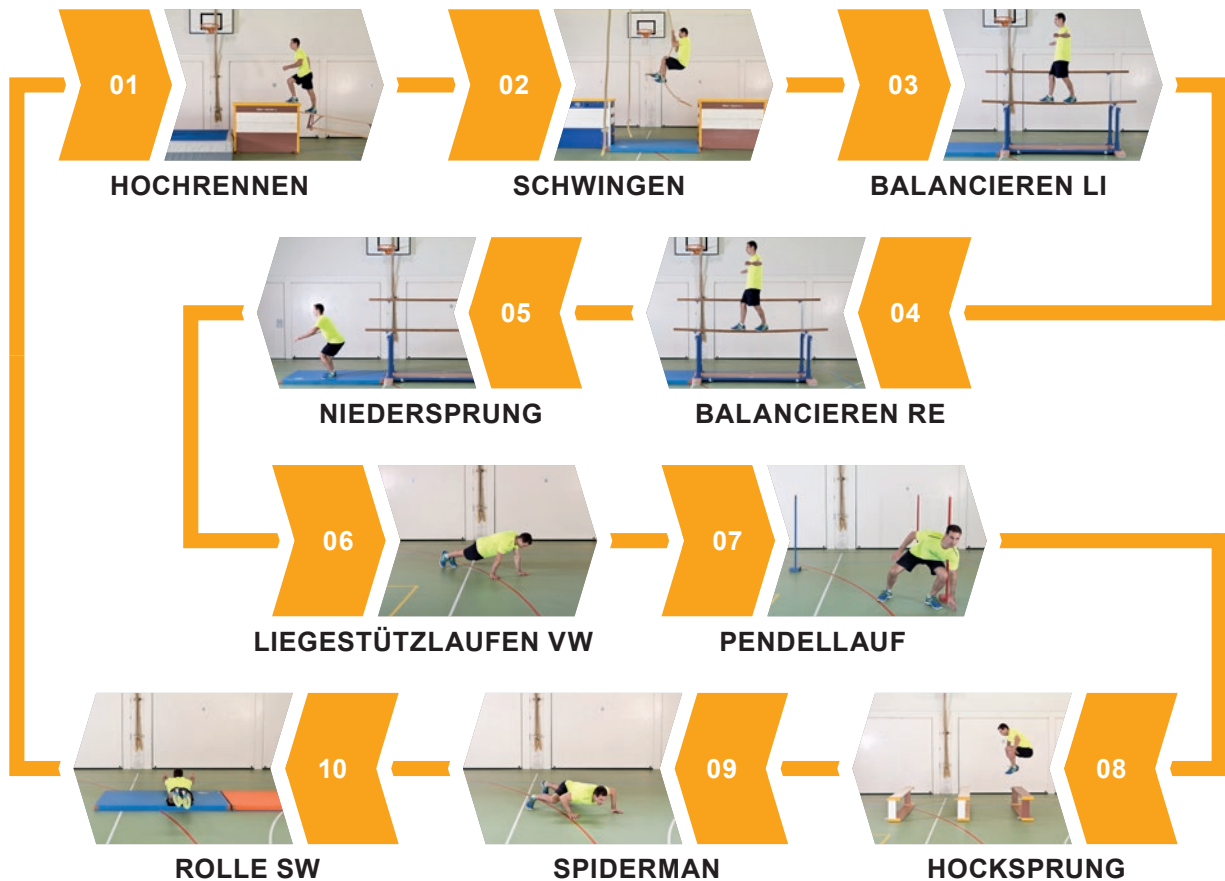 01
HOCHRENNEN
02
SCHWINGEN
03
BALANCIEREN LI
04
BALANCIEREN RE
05
NIEDERSPRUNG
06
LIEGESTÜTZLAUFEN VW
07
PENDELLAUF
08
HOCKSPRUNG
09
SPIDERMAN
10
ROLLE SW